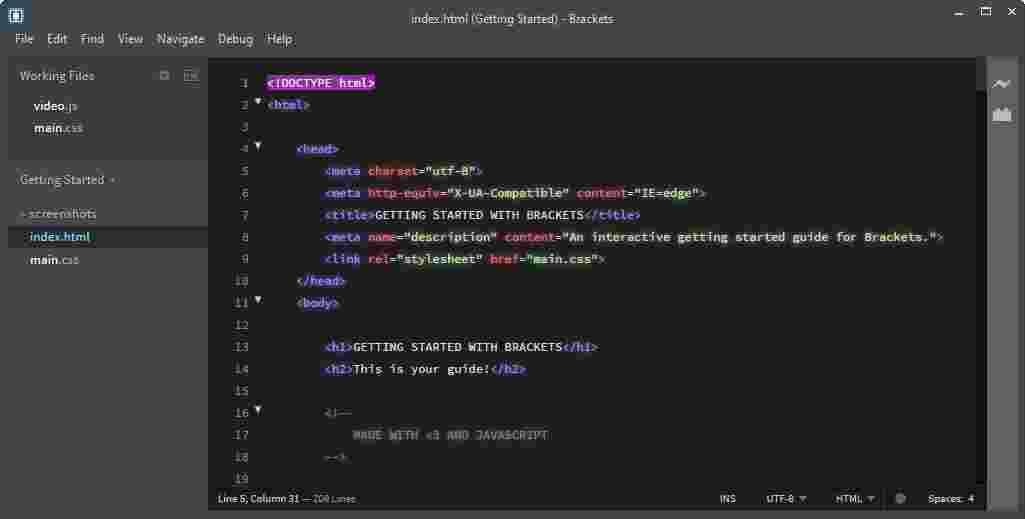 index.html (Getting Started) - Brackets
File Edit Find View Navigate Debug Help
Working Files
video.js
main.css
Getting Started
screenshots
index.html
main.css
1 <!DOCTYPE html>
2 <html>
3
4 <head>
5 <meta charset="utf-8">
6 <meta http-equiv="X-UA-Compatible" content="IE=edge">
7 <title>GETTING STARTED WITH BRACKETS</title>
8 <meta name="description" content="An interactive getting started guide for Brackets.">
9 <link rel="stylesheet" href="main.css">
10 </head>
11 <body>
12
13 <h1>GETTING STARTED WITH BRACKETS</h1>
14 <h2>This is your guide!</h2>
15
16 <!--
17 MADE WITH <3 AND JAVASCRIPT
18 -->
19
Line 5, Column 31 — 200 Lines
INS UTF-8 HTML Spaces: 4